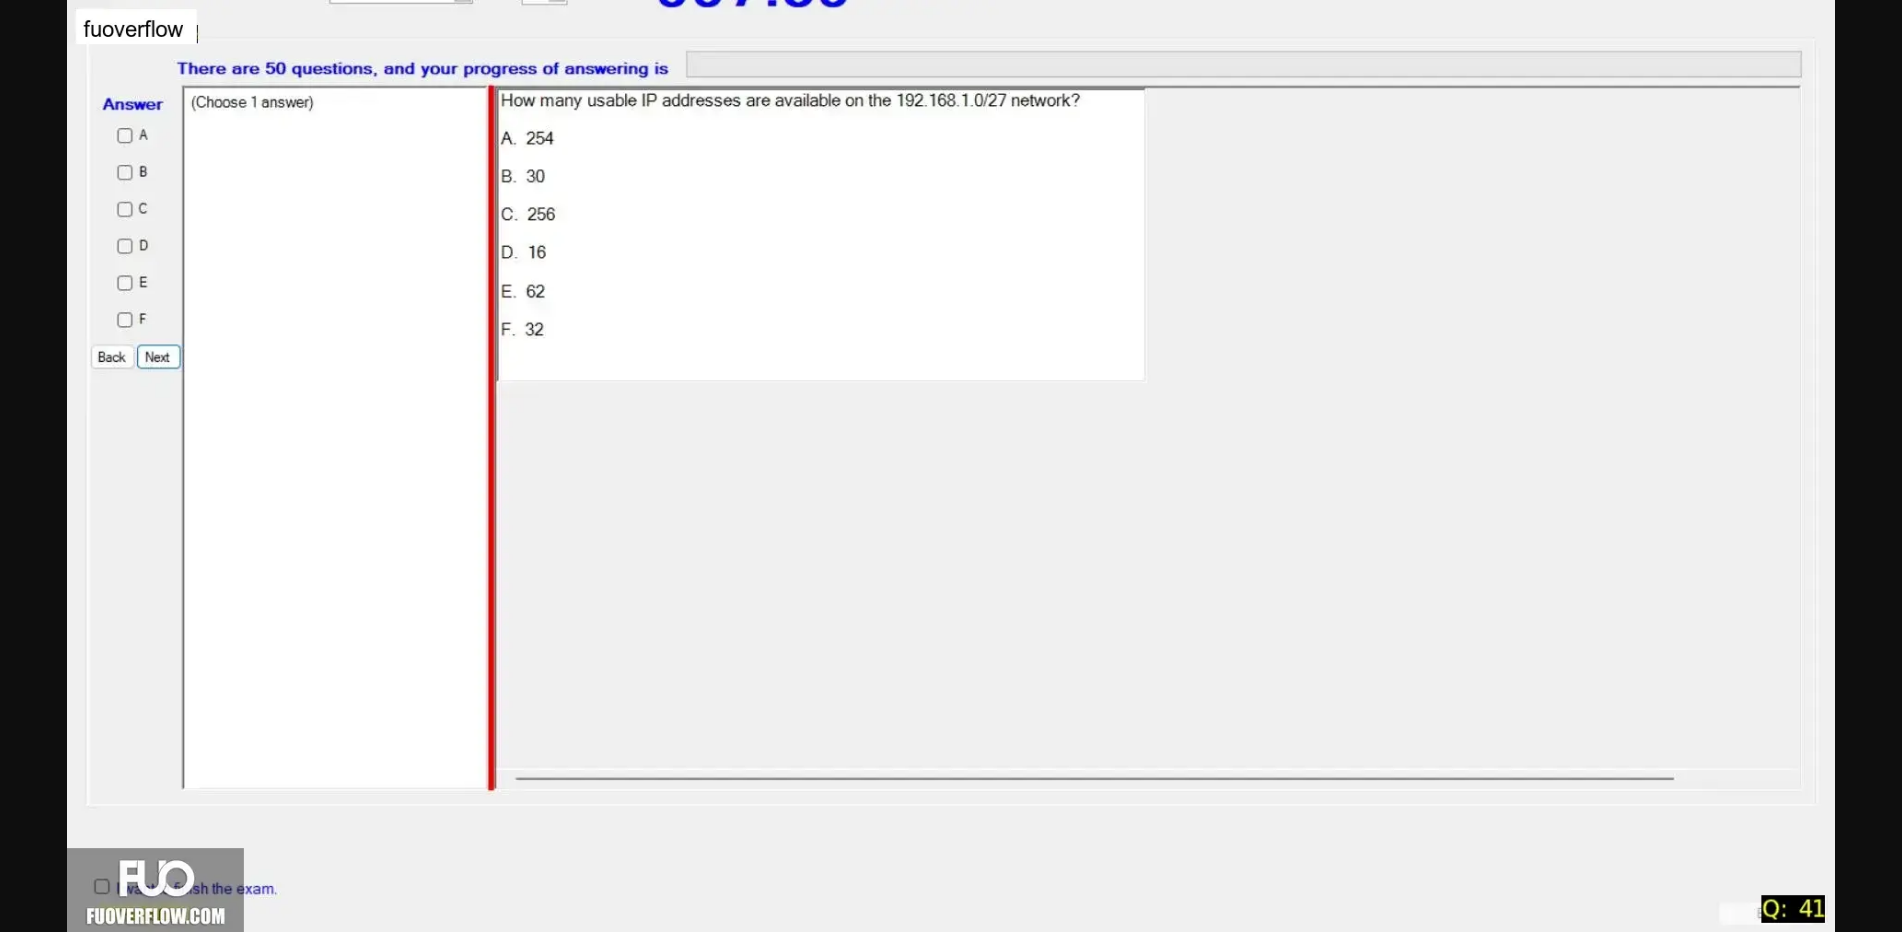 fuoverflow
There are 50 questions, and your progress of answering is
Answer
(Choose 1 answer)
How many usable IP addresses are available on the 192.168.1.0/27 network?
A
A. 254
B
B. 30
C
C. 256
D
D. 16
E
E. 62
F
F. 32
Back Next
FUO
sh the exam.
FUOVERFLOW.COM
Q: 41